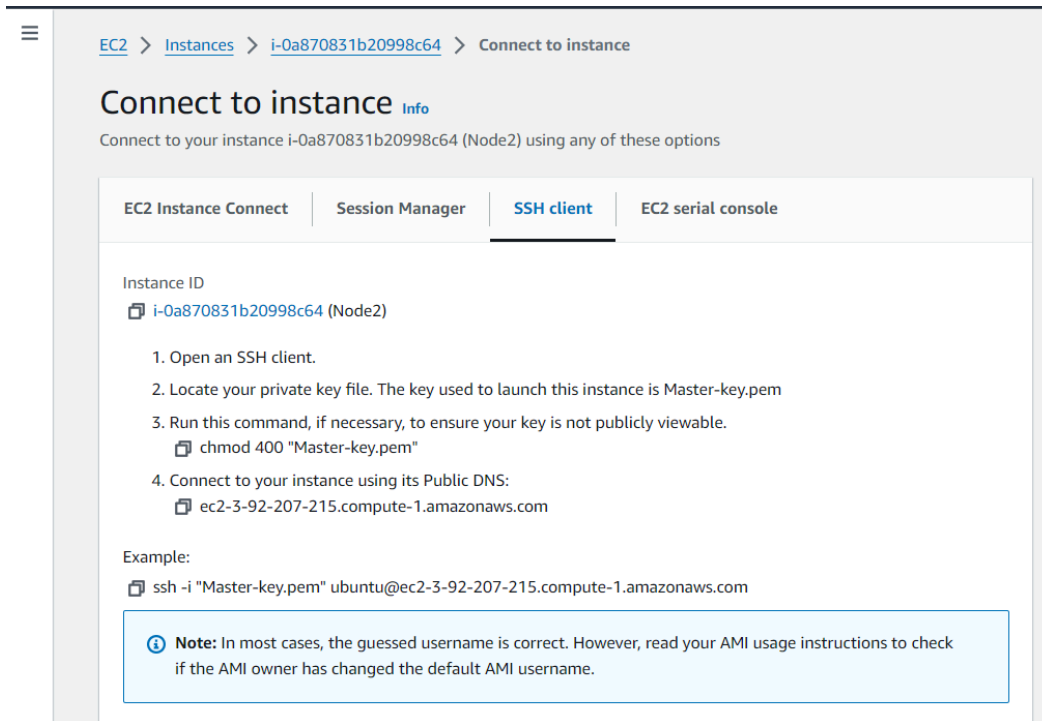 EC2 > Instances > i-0a870831b20998c64 > Connect to instance
Connect to instance Info
Connect to your instance i-0a870831b20998c64 (Node2) using any of these options
EC2 Instance Connect Session Manager SSH client EC2 serial console
Instance ID
i-0a870831b20998c64 (Node2)
1. Open an SSH client.
2. Locate your private key file. The key used to launch this instance is Master-key.pem
3. Run this command, if necessary, to ensure your key is not publicly viewable.
chmod 400 "Master-key.pem"
4. Connect to your instance using its Public DNS:
ec2-3-92-207-215.compute-1.amazonaws.com
Example:
ssh -i "Master-key.pem" ubuntu@ec2-3-92-207-215.compute-1.amazonaws.com
Note: In most cases, the guessed username is correct. However, read your AMI usage instructions to check
if the AMI owner has changed the default AMI username.